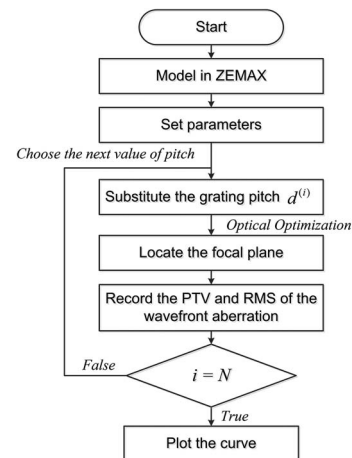 Start
Model in ZEMAX
Set parameters
Choose the next value of pitch
Substitute the grating pitch d^(i)
Optical Optimization
Locate the focal plane
Record the PTV and RMS of the
wavefront aberration
False
i = N
True
Plot the curve